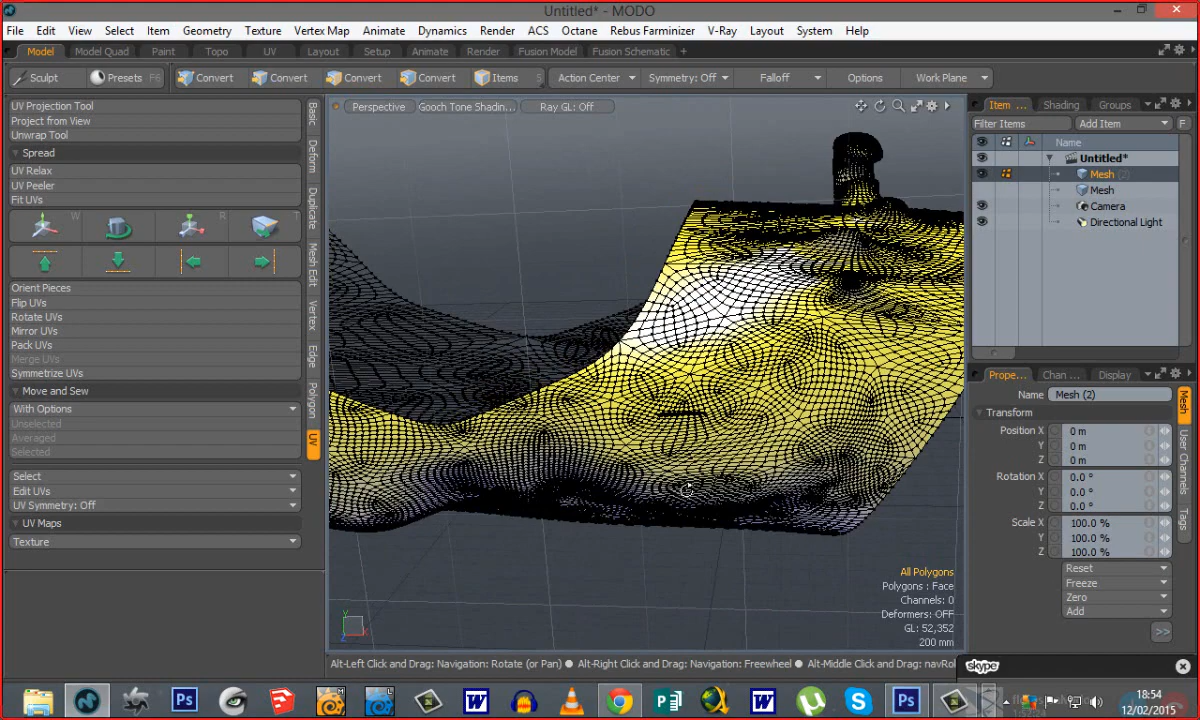 Untitled* - MODO
File Edit View Select Item Geometry Texture Vertex Map Animate Dynamics Render ACS Octane Rebus Farminizer V-Ray Layout System Help
Model Model Quad Paint Topo UV Layout Setup Animate Render Fusion Model Fusion Schematic +
Sculpt Presets F6 Convert Convert Convert Convert Items S Action Center Symmetry: Off Falloff Options Work Plane
UV Projection Tool
Project from View
Unwrap Tool
Spread
UV Relax
UV Peeler
Fit UVs
W R T
Orient Pieces
Flip UVs
Rotate UVs
Mirror UVs
Pack UVs
Merge UVs
Symmetrize UVs
Move and Sew
With Options
Unselected
Averaged
Selected
Select
Edit UVs
UV Symmetry: Off
UV Maps
Texture
Basic
Deform
Duplicate
Mesh Edit
Vertex
Edge
Polygon
UV
Perspective Gooch Tone Shadin... Ray GL: Off
All Polygons
Polygons : Face
Channels: 0
Deformers: OFF
GL: 52,352
200 mm
Y
X
Z
Alt-Left Click and Drag: Navigation: Rotate (or Pan) ● Alt-Right Click and Drag: Navigation: Freewheel ● Alt-Middle Click and Drag: navRol
Item ... Shading Groups
Filter Items Add Item F
Name
Untitled*
Mesh (2)
Mesh
Camera
Directional Light
Prope... Chan ... Display
Name Mesh (2)
Transform
Position X 0 m
Y 0 m
Z 0 m
Rotation X 0.0 °
Y 0.0 °
Z 0.0 °
Scale X 100.0 %
Y 100.0 %
Z 100.0 %
Reset
Freeze
Zero
Add
>>
Mesh
User Channels
Tags
skype
Ps W W Ps
18:54
12/02/2015